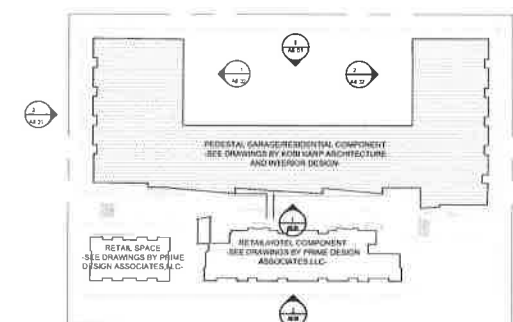 PEDESTAL GARAGE/RESIDENTIAL COMPONENT
-SEE DRAWINGS BY KOBI KARP ARCHITECTURE
AND INTERIOR DESIGN-
RETAIL SPACE
-SEE DRAWINGS BY PRIME
DESIGN ASSOCIATES,LLC-
RETAIL/HOTEL COMPONENT
-SEE DRAWINGS BY PRIME DESIGN
ASSOCIATES LLC-